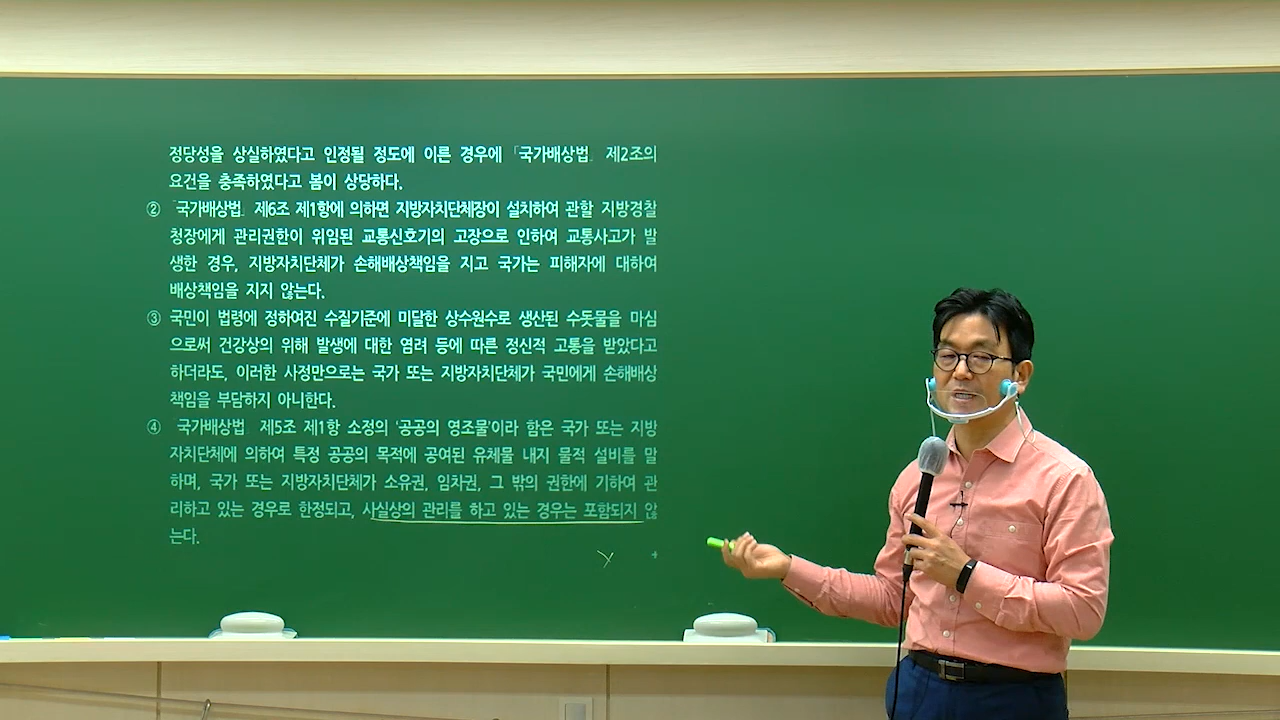 정당성을 상실하였다고 인정될 정도에 이른 경우에 「국가배상법」 제2조의
요건을 충족하였다고 봄이 상당하다.
② 「국가배상법」 제6조 제1항에 의하면 지방자치단체장이 설치하여 관할 지방경찰
청장에게 관리권한이 위임된 교통신호기의 고장으로 인하여 교통사고가 발
생한 경우, 지방자치단체가 손해배상책임을 지고 국가는 피해자에 대하여
배상책임을 지지 않는다.
③ 국민이 법령에 정하여진 수질기준에 미달한 상수원수로 생산된 수돗물을 마심
으로써 건강상의 위해 발생에 대한 염려 등에 따른 정신적 고통을 받았다고
하더라도, 이러한 사정만으로는 국가 또는 지방자치단체가 국민에게 손해배상
책임을 부담하지 아니한다.
④ 국가배상법 제5조 제1항 소정의 '공공의 영조물'이라 함은 국가 또는 지방
자치단체에 의하여 특정 공공의 목적에 공여된 유체물 내지 물적 설비를 말
하며, 국가 또는 지방자치단체가 소유권, 임차권, 그 밖의 권한에 기하여 관
리하고 있는 경우로 한정되고, 사실상의 관리를 하고 있는 경우는 포함되지 않
는다.